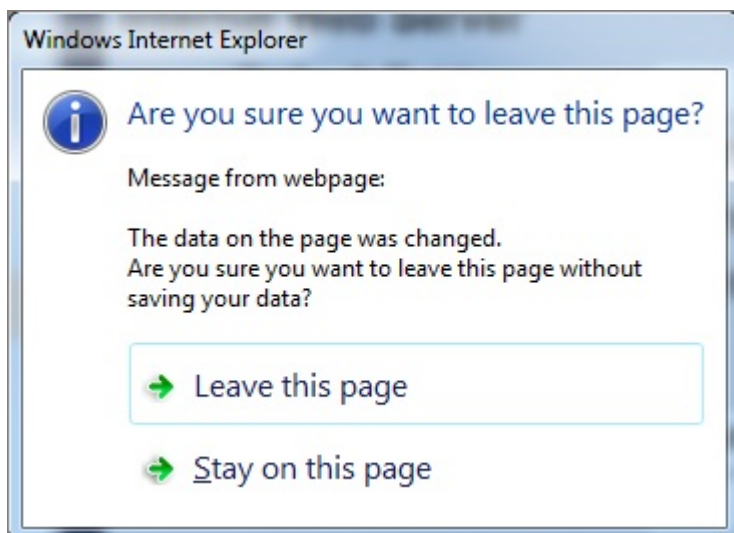 Windows Internet Explorer
Are you sure you want to leave this page?
Message from webpage:
The data on the page was changed.
Are you sure you want to leave this page without
saving your data?
Leave this page
Stay on this page